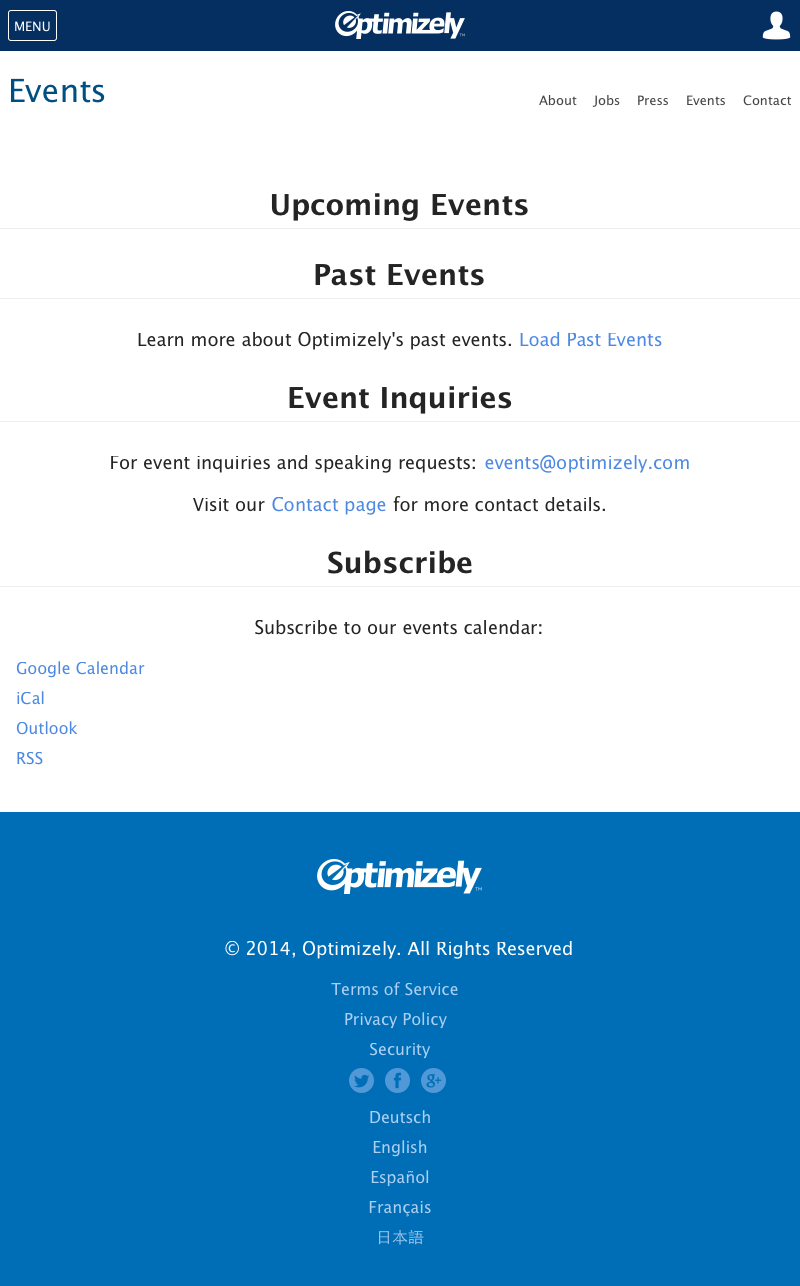 MENU
Optimizely™
Events
About Jobs Press Events Contact
Upcoming Events
Past Events
Learn more about Optimizely's past events. Load Past Events
Event Inquiries
For event inquiries and speaking requests: events@optimizely.com
Visit our Contact page for more contact details.
Subscribe
Subscribe to our events calendar:
Google Calendar
iCal
Outlook
RSS
Optimizely™
© 2014, Optimizely. All Rights Reserved
Terms of Service
Privacy Policy
Security
Deutsch
English
Español
Français
日本語